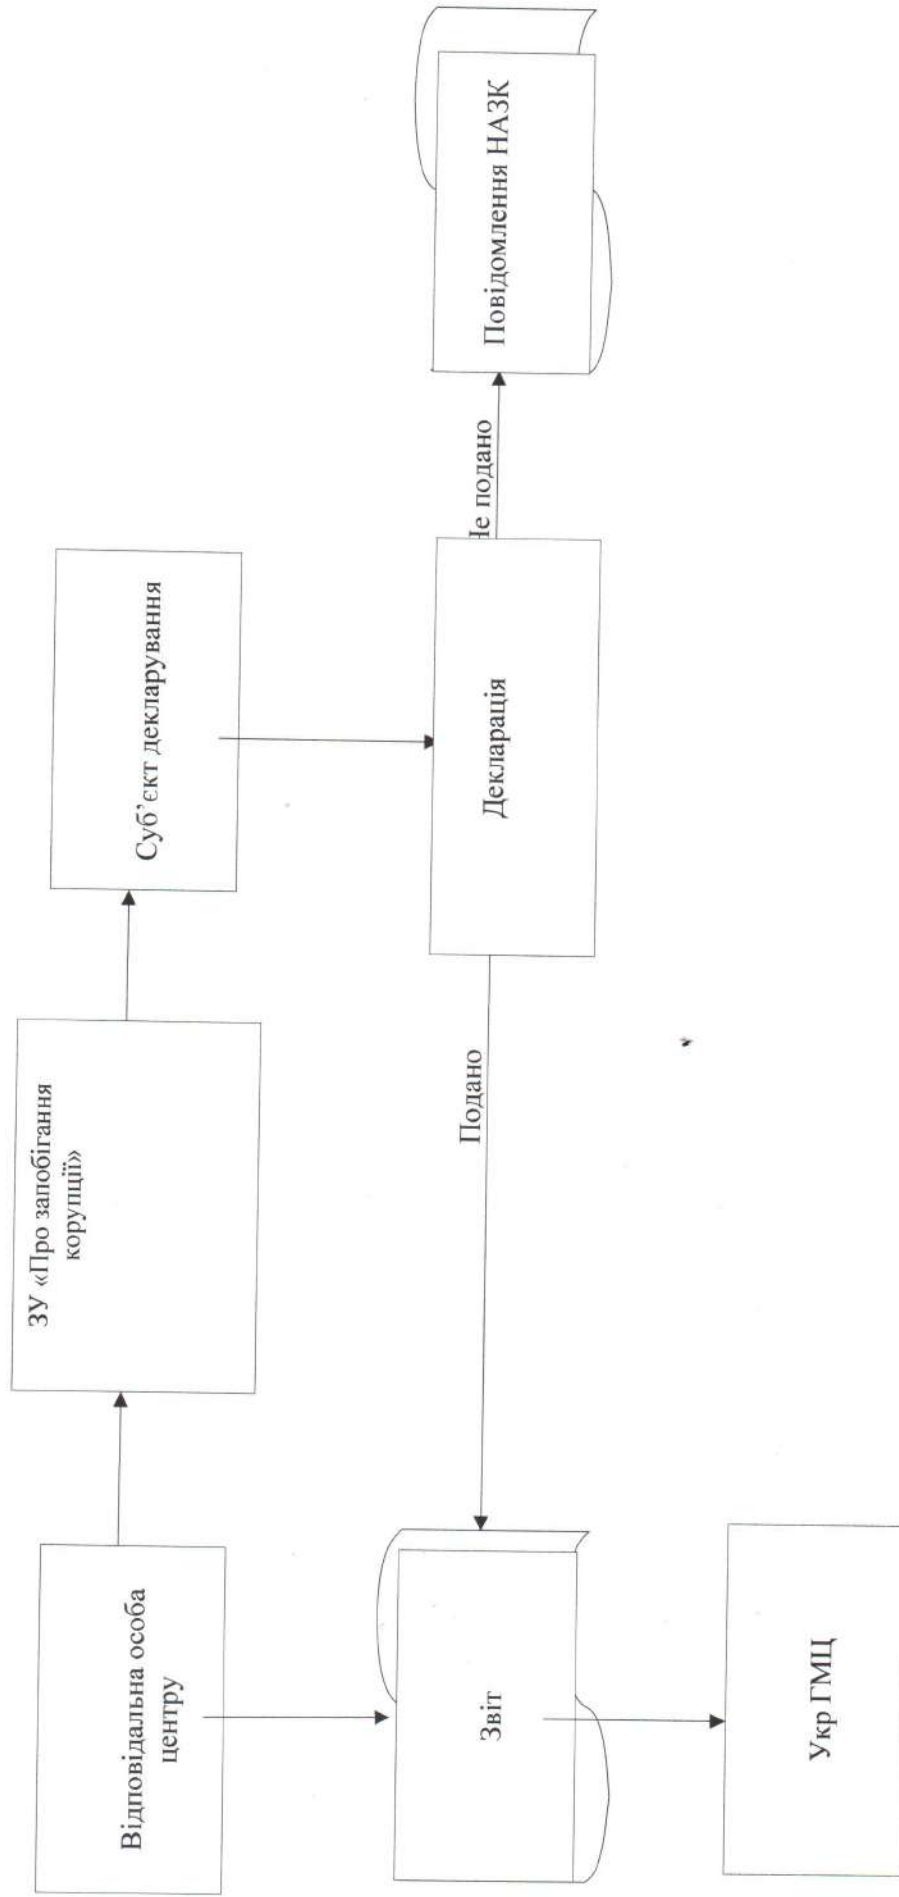 Відповідальна особа
центру
ЗУ «Про запобігання
корупції»
Суб’єкт декларування
Звіт
Подано
Декларація
Не подано
Повідомлення НАЗК
Укр ГМЦ